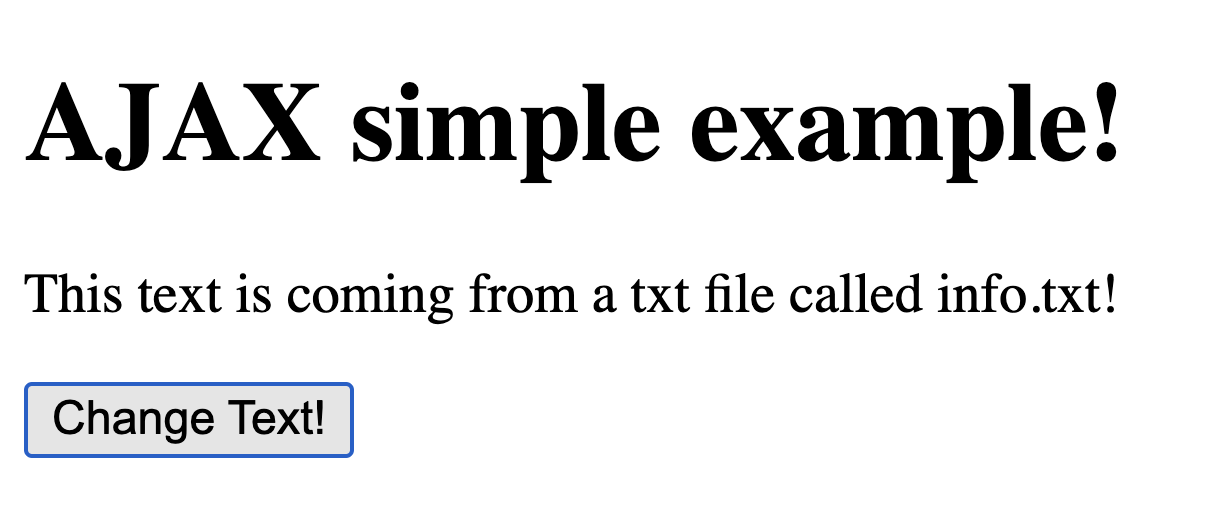 AJAX simple example!
This text is coming from a txt file called info.txt!
Change Text!